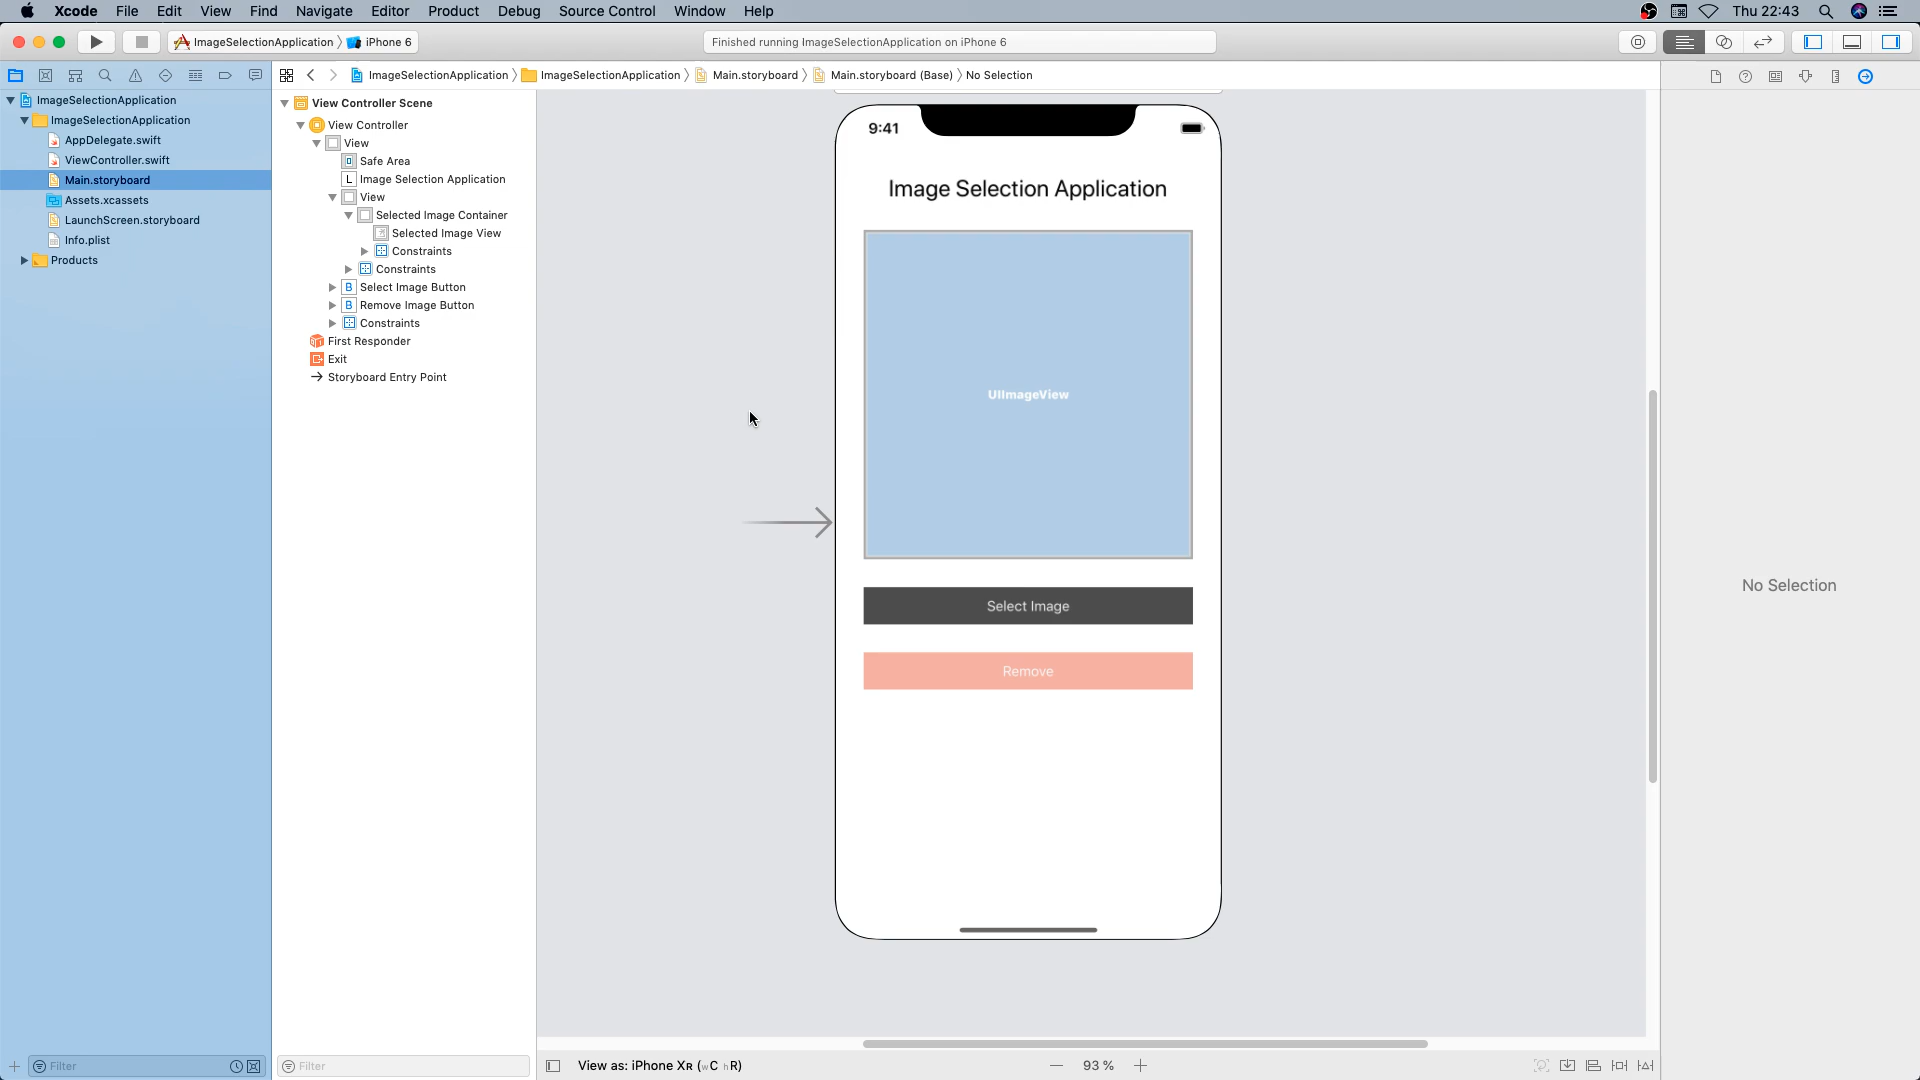 Xcode File Edit View Find Navigate Editor Product Debug Source Control Window Help Thu 22:43
ImageSelectionApplication iPhone 6
Finished running ImageSelectionApplication on iPhone 6
ImageSelectionApplication ImageSelectionApplication Main.storyboard Main.storyboard (Base) No Selection
ImageSelectionApplication
ImageSelectionApplication
AppDelegate.swift
ViewController.swift
Main.storyboard
Assets.xcassets
LaunchScreen.storyboard
Info.plist
Products
View Controller Scene
View Controller
View
Safe Area
L Image Selection Application
View
Selected Image Container
Selected Image View
Constraints
Constraints
B Select Image Button
B Remove Image Button
Constraints
First Responder
Exit
Storyboard Entry Point
9:41
Image Selection Application
UIImageView
Select Image
Remove
No Selection
Filter
Filter
View as: iPhone XR (wC hR)
93 %